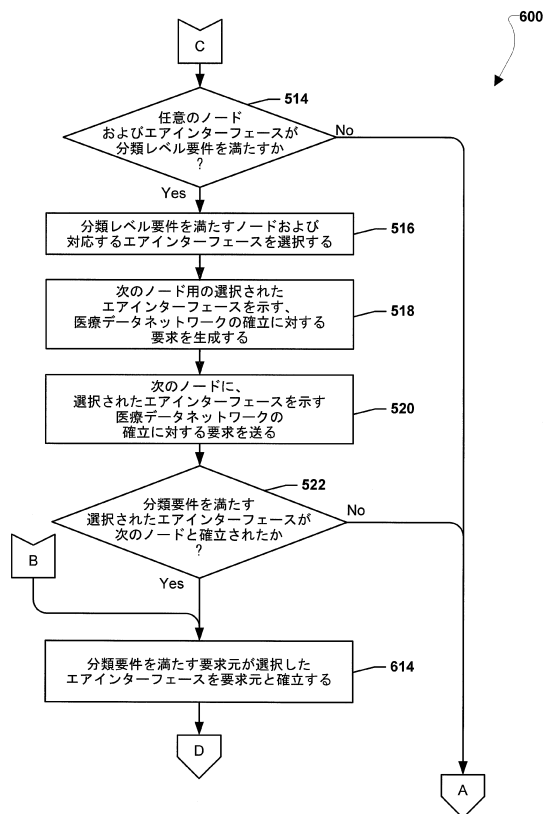 600
C
514
任意のノード
およびエアインターフェースが
分類レベル要件を満たすか
?
No
Yes
分類レベル要件を満たすノードおよび
対応するエアインターフェースを選択する
516
次のノード用の選択された
エアインターフェースを示す、
医療データネットワークの確立に対する
要求を生成する
518
次のノードに、
選択されたエアインターフェースを示す
医療データネットワークの
確立に対する要求を送る
520
522
分類要件を満たす
選択されたエアインターフェースが
次のノードと確立されたか
?
No
B
Yes
分類要件を満たす要求元が選択した
エアインターフェースを要求元と確立する
614
D
A